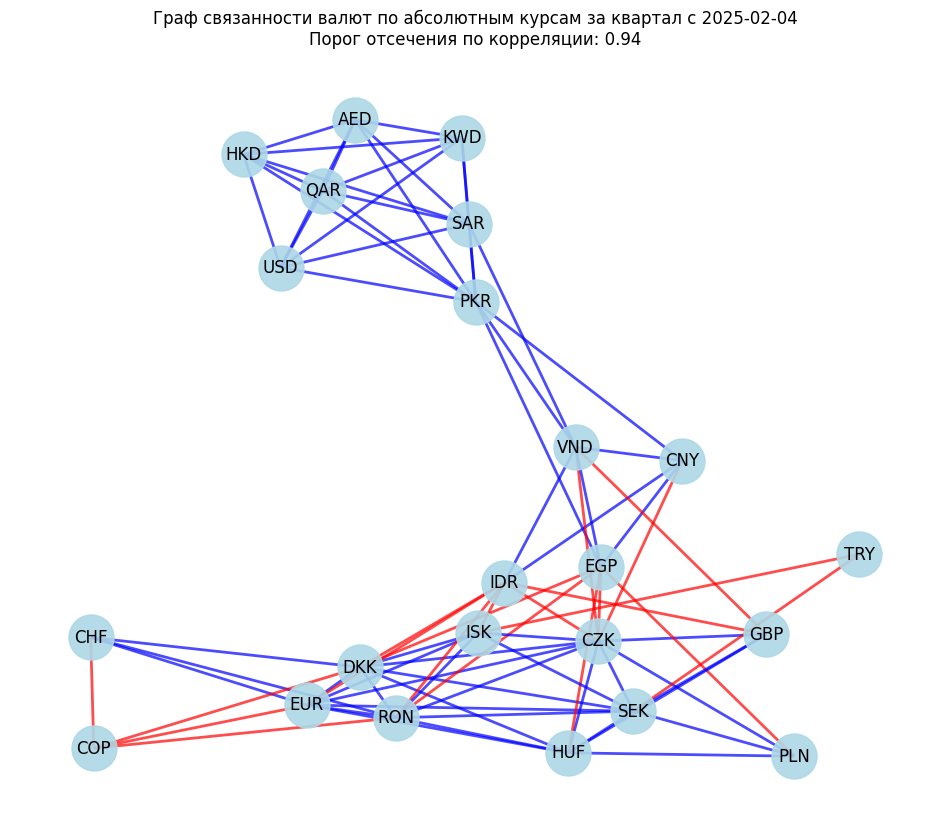 Граф связанности валют по абсолютным курсам за квартал с 2025-02-04
Порог отсечения по корреляции: 0.94
AED
KWD
HKD
QAR
SAR
USD
PKR
VND
CNY
TRY
EGP
IDR
ISK
CZK
GBP
CHF
DKK
EUR
RON
SEK
COP
HUF
PLN